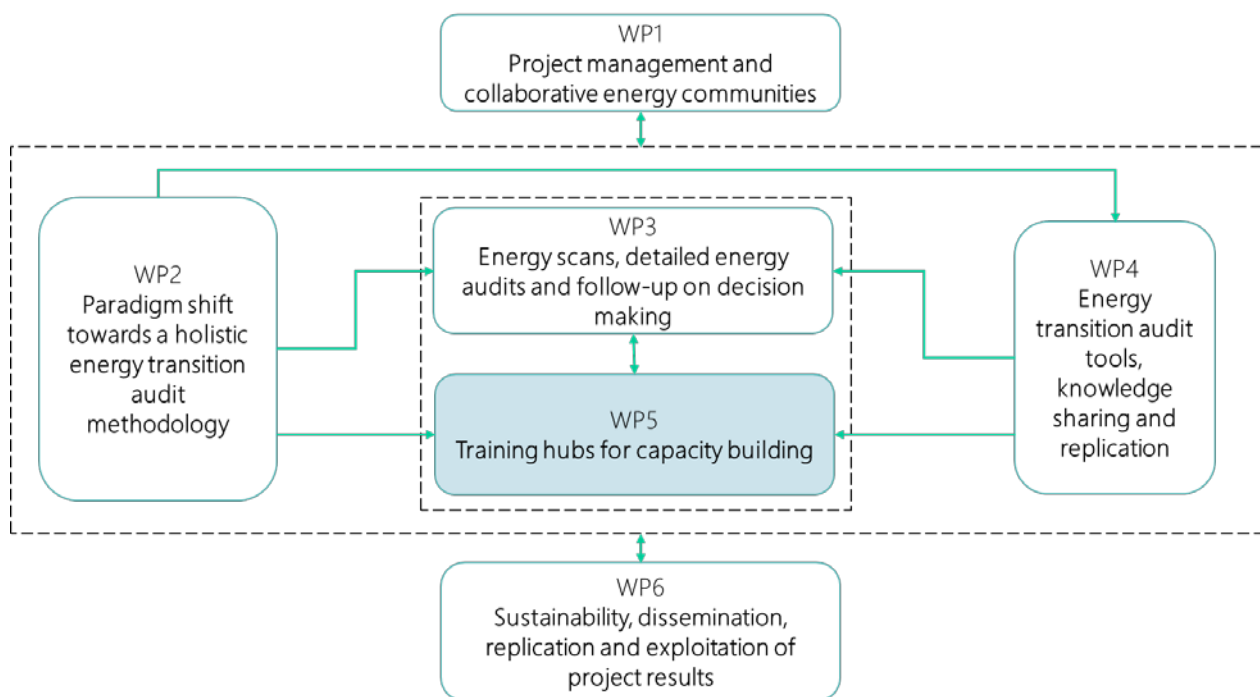 WP1
Project management and
collaborative energy communities
WP2
Paradigm shift
towards a holistic
energy transition
audit
methodology
WP3
Energy scans, detailed energy
audits and follow-up on decision
making
WP5
Training hubs for capacity building
WP4
Energy
transition audit
tools,
knowledge
sharing and
replication
WP6
Sustainability, dissemination,
replication and exploitation of
project results